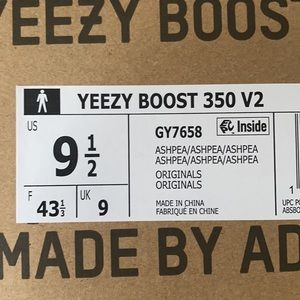 YEEZY BOOST
YEEZY BOOST 350 V2
US
9 1/2
F
43 1/3
UK
9
GY7658
Inside
ASHPEA/ASHPEA/ASHPEA
ASHPEA/ASHPEA/ASHPEA
ORIGINALS
ORIGINALS
MADE IN CHINA
FABRIQUÉ EN CHINE
1
UPC P
ABSBO
MADE BY AD